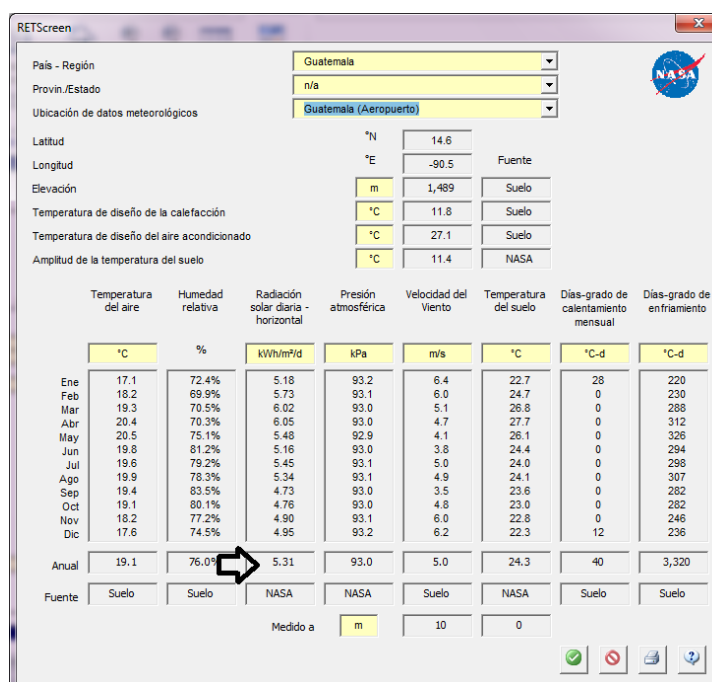 RETScreen
País - Región Guatemala
Provin./Estado n/a
Ubicación de datos meteorológicos Guatemala (Aeropuerto)
NASA
Latitud °N 14.6
Longitud °E -90.5 Fuente
Elevación m 1,489 Suelo
Temperatura de diseño de la calefacción °C 11.8 Suelo
Temperatura de diseño del aire acondicionado °C 27.1 Suelo
Amplitud de la temperatura del suelo °C 11.4 NASA
Temperatura Humedad Radiación Presión Velocidad del Temperatura Días-grado de Días-grado de
del aire relativa solar diaria - atmosférica Viento del suelo calentamiento enfriamiento
horizontal mensual
°C % kWh/m²/d kPa m/s °C °C-d °C-d
Ene 17.1 72.4% 5.18 93.2 6.4 22.7 28 220
Feb 18.2 69.9% 5.73 93.1 6.0 24.7 0 230
Mar 19.3 70.5% 6.02 93.0 5.1 26.8 0 288
Abr 20.4 70.3% 6.05 93.0 4.7 27.7 0 312
May 20.5 75.1% 5.48 92.9 4.1 26.1 0 326
Jun 19.8 81.2% 5.16 93.0 3.8 24.4 0 294
Jul 19.6 79.2% 5.45 93.1 5.0 24.0 0 298
Ago 19.9 78.3% 5.34 93.1 4.9 24.1 0 307
Sep 19.4 83.5% 4.73 93.0 3.5 23.6 0 282
Oct 19.1 80.1% 4.76 93.0 4.8 23.0 0 282
Nov 18.2 77.2% 4.90 93.1 6.0 22.8 0 246
Dic 17.6 74.5% 4.95 93.2 6.2 22.3 12 236
Anual 19.1 76.0% 5.31 93.0 5.0 24.3 40 3,320
Fuente Suelo Suelo NASA NASA Suelo NASA Suelo Suelo
Medido a m 10 0